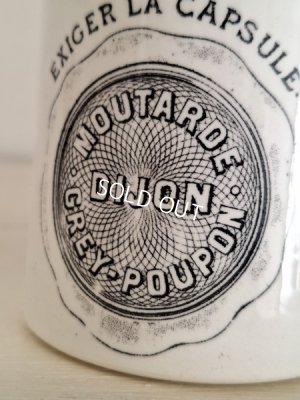 EXIGER LA CAPSULE
MOUTARDE
DIJON
SOLD OUT
GREY-POUPON